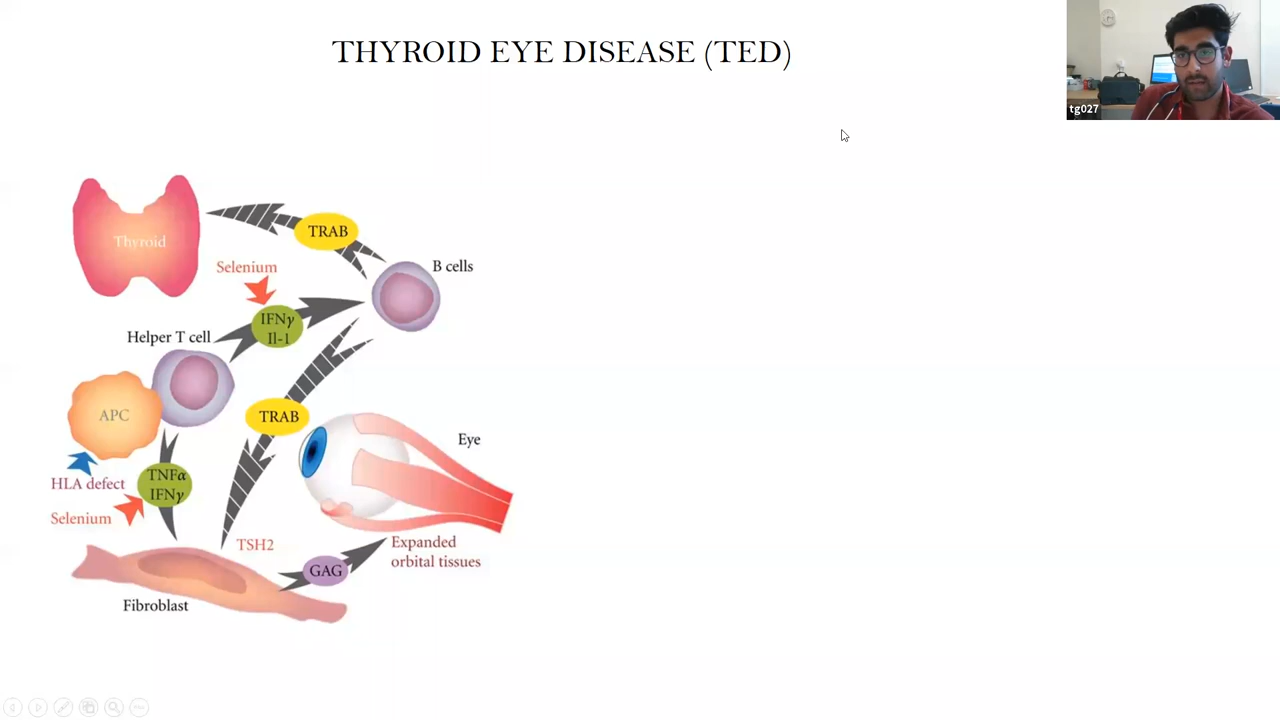 THYROID EYE DISEASE (TED)
tg027
Thyroid
TRAB
Selenium
B cells
IFNγ
Il-1
Helper T cell
APC
TRAB
Eye
HLA defect
TNFα
IFNγ
Selenium
TSH2
Expanded
orbital tissues
GAG
Fibroblast